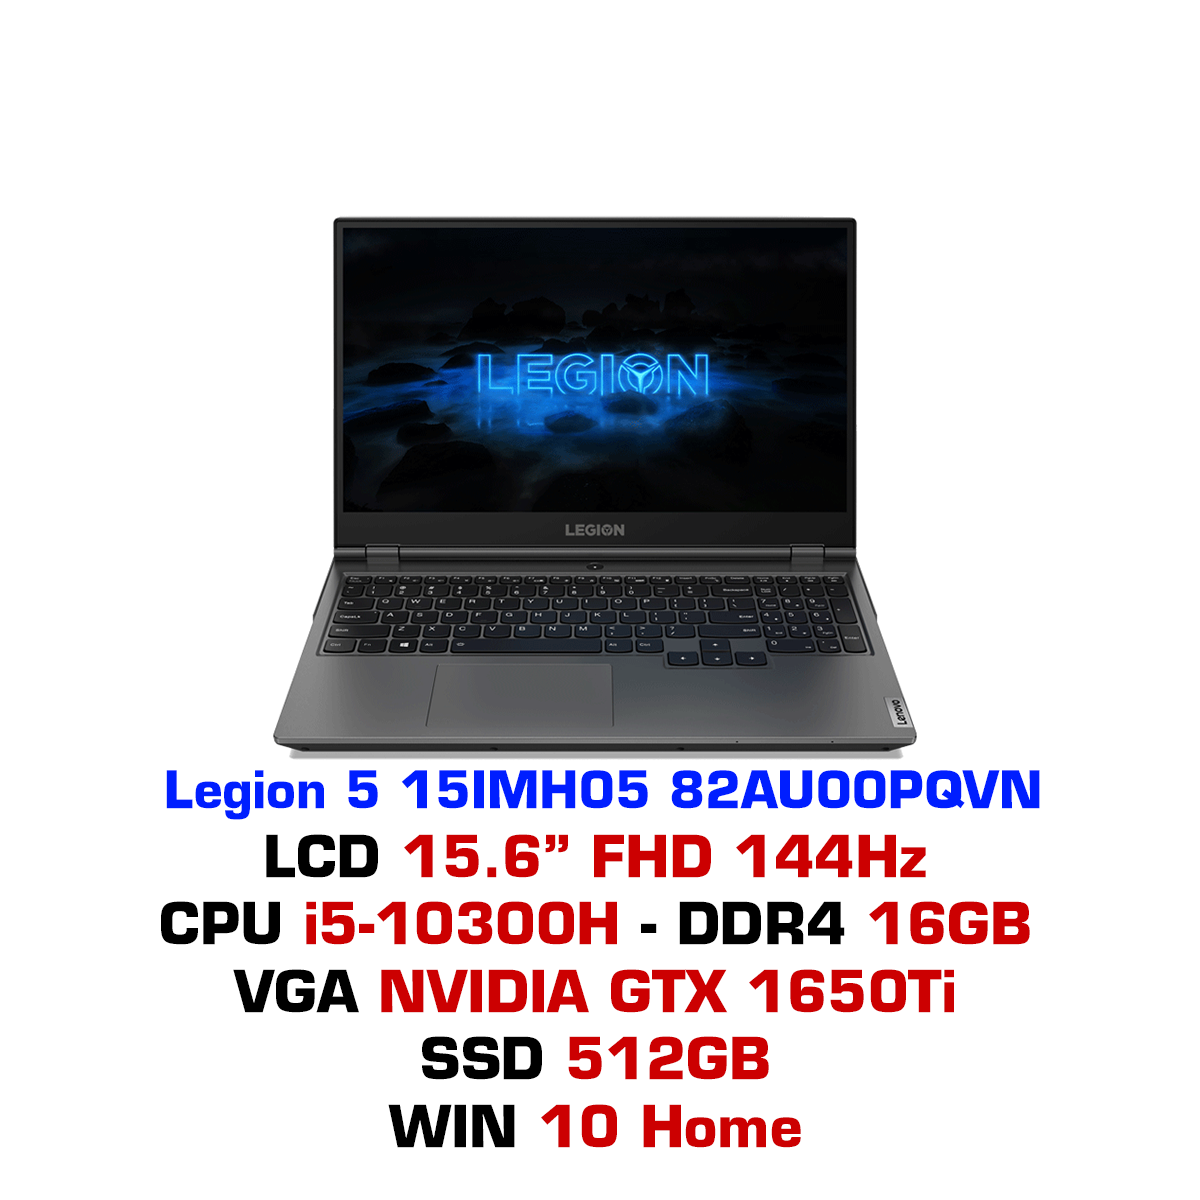 LEGION
LEGION
Lenovo
Legion 5 15IMH05 82AU00PQVN
LCD 15.6” FHD 144Hz
CPU i5-10300H - DDR4 16GB
VGA NVIDIA GTX 1650Ti
SSD 512GB
WIN 10 Home